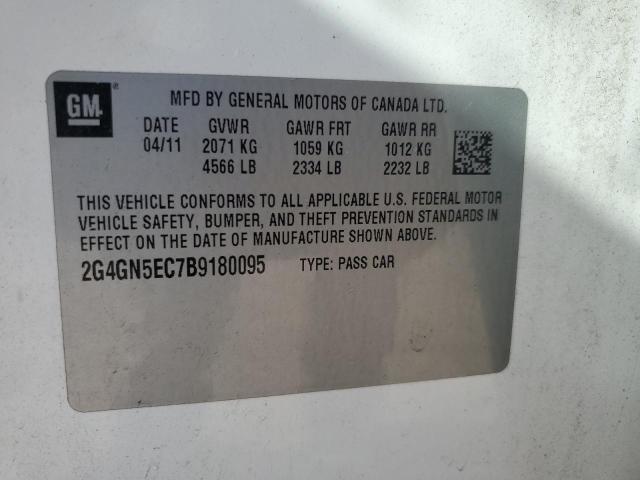 GM ®
MFD BY GENERAL MOTORS OF CANADA LTD.
DATE GVWR GAWR FRT GAWR RR
04/11 2071 KG 1059 KG 1012 KG
4566 LB 2334 LB 2232 LB
THIS VEHICLE CONFORMS TO ALL APPLICABLE U.S. FEDERAL MOTOR
VEHICLE SAFETY, BUMPER, AND THEFT PREVENTION STANDARDS IN
EFFECT ON THE DATE OF MANUFACTURE SHOWN ABOVE.
2G4GN5EC7B9180095 TYPE: PASS CAR